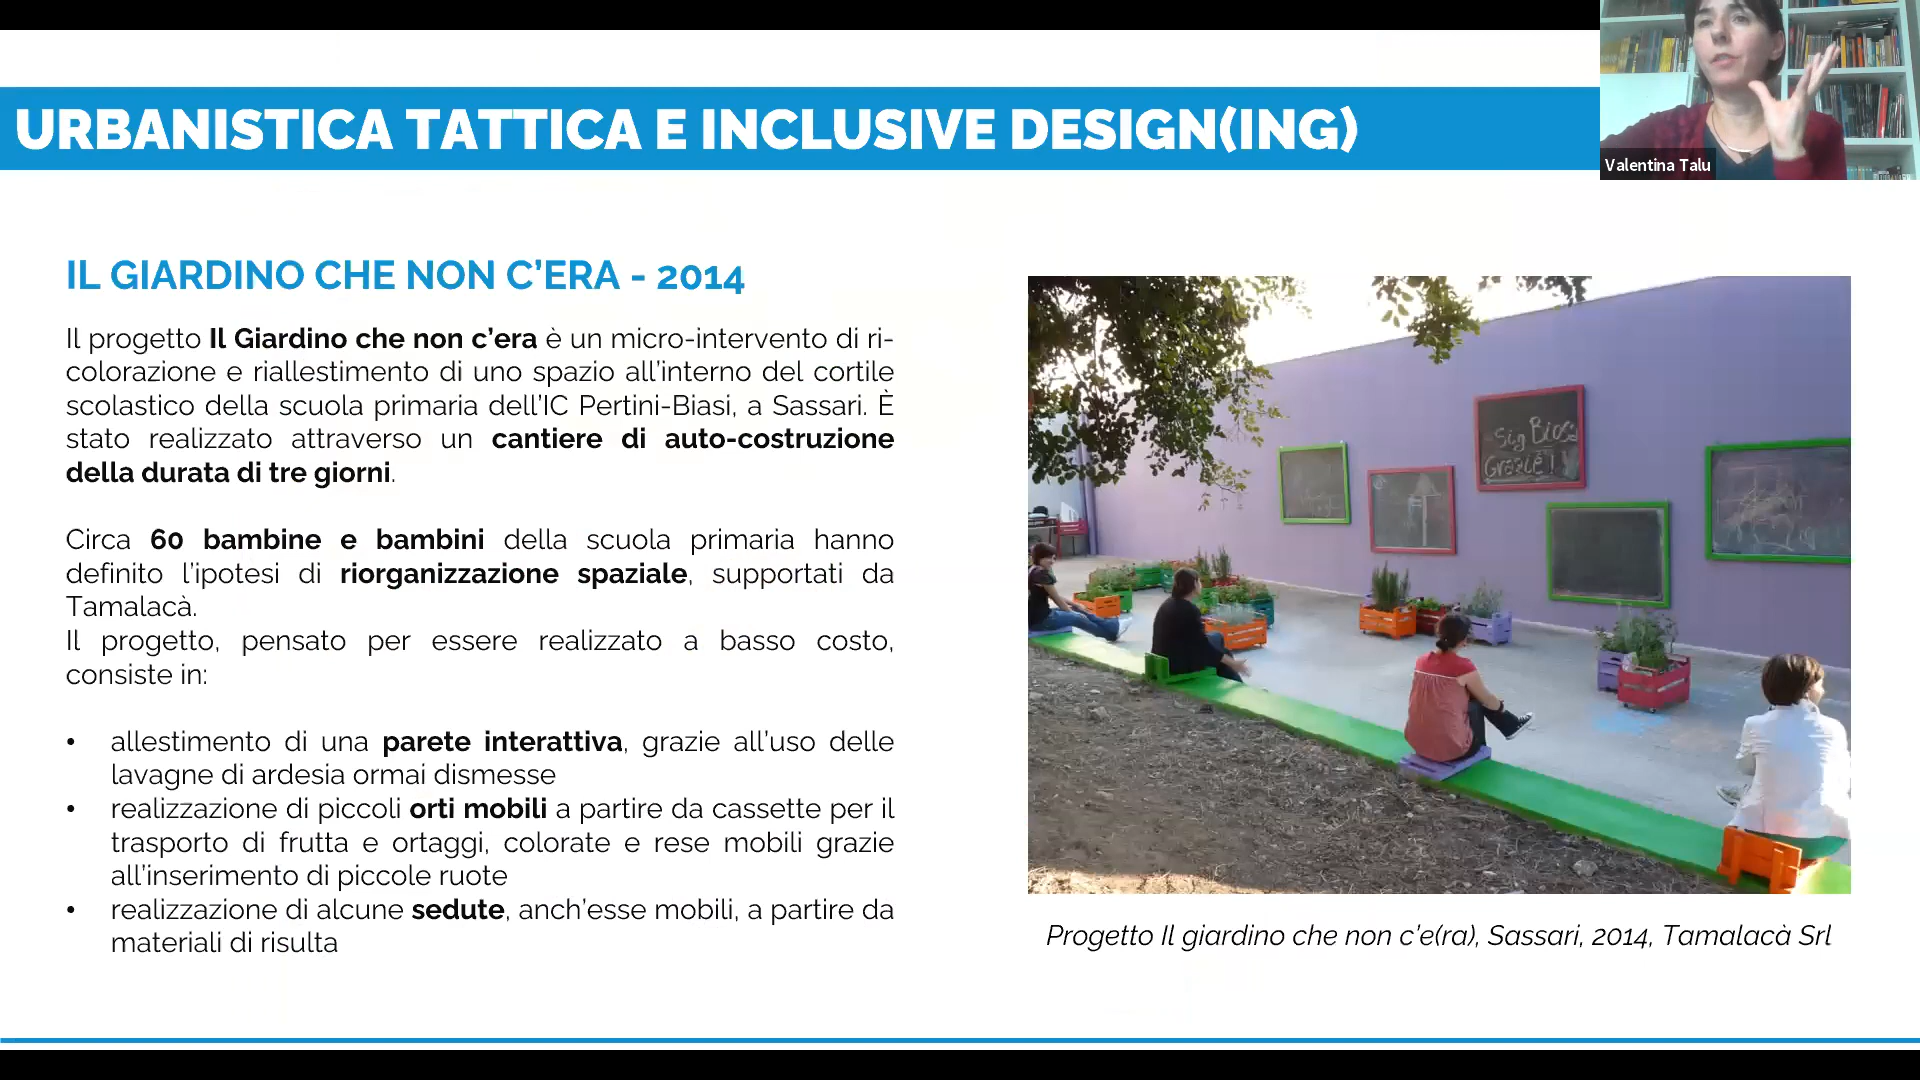 URBANISTICA TATTICA E INCLUSIVE DESIGN(ING)
Valentina Talu
IL GIARDINO CHE NON C'ERA - 2014
Il progetto Il Giardino che non c'era è un micro-intervento di ri-
colorazione e riallestimento di uno spazio all'interno del cortile
scolastico della scuola primaria dell'IC Pertini-Biasi, a Sassari. È
stato realizzato attraverso un cantiere di auto-costruzione
della durata di tre giorni.
Circa 60 bambine e bambini della scuola primaria hanno
definito l'ipotesi di riorganizzazione spaziale, supportati da
Tamalacà.
Il progetto, pensato per essere realizzato a basso costo,
consiste in:
• allestimento di una parete interattiva, grazie all'uso delle
lavagne di ardesia ormai dismesse
• realizzazione di piccoli orti mobili a partire da cassette per il
trasporto di frutta e ortaggi, colorate e rese mobili grazie
all'inserimento di piccole ruote
• realizzazione di alcune sedute, anch'esse mobili, a partire da
materiali di risulta
Progetto Il giardino che non c'e(ra), Sassari, 2014, Tamalacà Srl